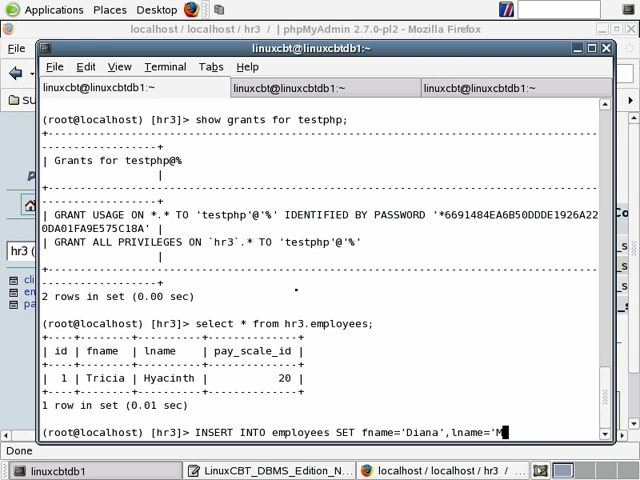 Applications Places Desktop
localhost / localhost / hr3 / | phpMyAdmin 2.7.0-pl2 - Mozilla Firefox
File
linuxcbt@linuxcbtdb1:~
File Edit View Terminal Tabs Help
linuxcbt@linuxcbtdb1:~ linuxcbt@linuxcbtdb1:~ linuxcbt@linuxcbtdb1:~
(root@localhost) [hr3]> show grants for testphp;
+------------------------------------------------------------------------------
------------------+
| Grants for testphp@%
|
+------------------------------------------------------------------------------
------------------+
| GRANT USAGE ON *.* TO 'testphp'@'%' IDENTIFIED BY PASSWORD '*6691484EA6B50DDDE1926A22
0DA01FA9E575C18A' |
| GRANT ALL PRIVILEGES ON `hr3`.* TO 'testphp'@'%'
|
+------------------------------------------------------------------------------
------------------+
2 rows in set (0.00 sec)
(root@localhost) [hr3]> select * from hr3.employees;
+----+--------+----------+--------------+
| id | fname | lname | pay_scale_id |
+----+--------+----------+--------------+
| 1 | Tricia | Hyacinth | 20 |
+----+--------+----------+--------------+
1 row in set (0.01 sec)
(root@localhost) [hr3]> INSERT INTO employees SET fname='Diana',lname='M
hr3 (
Done
linuxcbtdb1 LinuxCBT_DBMS_Edition_N... localhost / localhost / hr3 / ...